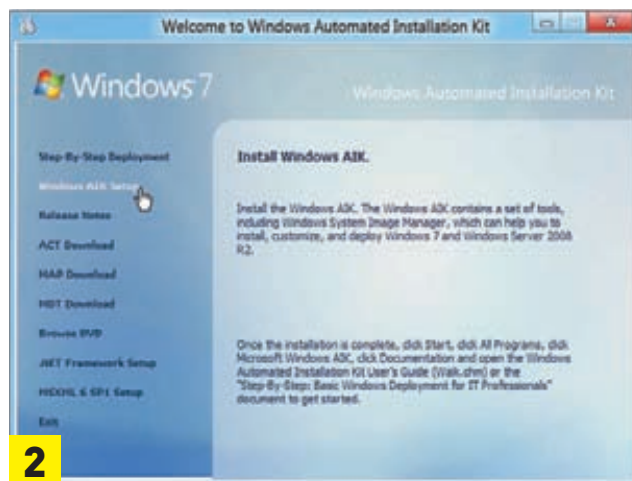 Welcome to Windows Automated Installation Kit
Windows 7
Windows Automated Installation Kit
Step-By-Step Deployment
Windows AIK Setup
Release Notes
ACT Download
MAP Download
MDT Download
Browse DVD
.NET Framework Setup
MSXML 6 SP1 Setup
Exit
Install Windows AIK.
Install the Windows AIK. The Windows AIK contains a set of tools,
including Windows System Image Manager, which can help you to
install, customize, and deploy Windows 7 and Windows Server 2008
R2.
Once the installation is complete, click Start, click All Programs, click
Microsoft Windows AIK, click Documentation and open the Windows
Automated Installation Kit User's Guide (Waik.chm) or the
"Step-By-Step: Basic Windows Deployment for IT Professionals"
document to get started.
2